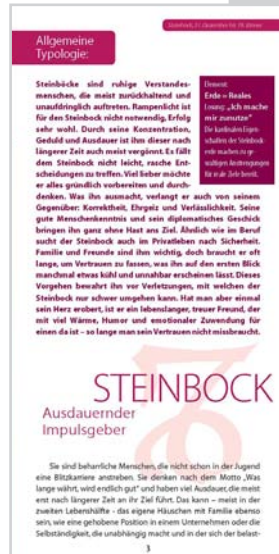 Steinbock, 22. Dezember bis 20. Januar
Allgemeine
Typologie:
Steinböcke sind ruhige Verstandes-
menschen, die meist zurückhaltend und
unaufdringlich auftreten. Rampenlicht ist
für den Steinbock nicht notwendig, Erfolg
sehr wohl. Durch seine Konzentration,
Geduld und Ausdauer ist ihm dieser nach
längerer Zeit auch meist vergönnt. Es fällt
dem Steinbock nicht leicht, rasche Ent-
scheidungen zu treffen. Viel lieber möchte
er alles gründlich vorbereiten und durch-
denken. Was ihn ausmacht, verlangt er auch von seinem
Gegenüber: Korrektheit, Ehrgeiz und Verlässlichkeit. Seine
gute Menschenkenntnis und sein diplomatisches Geschick
bringen ihn ganz ohne Hast ans Ziel. Ähnlich wie im Beruf
sucht der Steinbock auch im Privatleben nach Sicherheit.
Familie und Freunde sind ihm wichtig, doch braucht er oft
lange, um Vertrauen zu fassen, was ihn auf den ersten Blick
manchmal etwas kühl und unnahbar erscheinen lässt. Dieses
Vorgehen bewahrt ihn vor Verletzungen, mit welchen der
Steinbock nur schwer umgehen kann. Hat man aber einmal
sein Herz erobert, ist er ein lebenslanger, treuer Freund, der
mit viel Wärme, Humor und emotionaler Zuwendung für
einen da ist – so lange man sein Vertrauen nicht missbraucht.
Element:
Erde – Reales
Losung: „Ich mache
mir zunutze"
Die kardinalen Eigen-
schaften der Steinbock-
erde machen zu ge-
waltigen Anstrengungen
für reale Ziele bereit.
STEINBOCK
Ausdauernder
Impulsgeber
Sie sind beharrliche Menschen, die nicht schon in der Jugend
eine Blitzkarriere anstreben. Sie denken nach dem Motto „Was
lange währt, wird endlich gut" und haben viel Ausdauer, die meist
erst nach längerer Zeit an ihr Ziel führt. Das kann – meist in der
zweiten Lebenshälfte - das eigene Häuschen mit Familie ebenso
sein, wie eine gehobene Position in einem Unternehmen oder die
Selbständigkeit, die unabhängig macht und in der sich der belast-
3